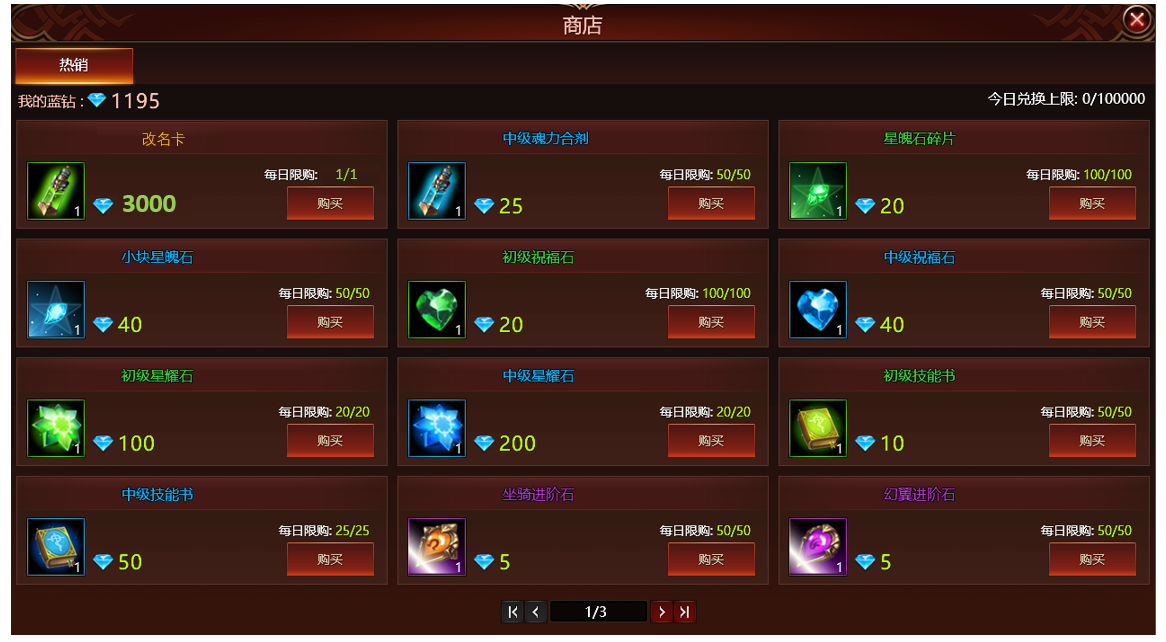 商店
热销
我的蓝钻 : 1195
今日兑换上限: 0/100000
改名卡
每日限购: 1/1
1
3000
购买
中级魂力合剂
每日限购: 50/50
1
25
购买
星魄石碎片
每日限购: 100/100
1
20
购买
小块星魄石
每日限购: 50/50
1
40
购买
初级祝福石
每日限购: 100/100
1
20
购买
中级祝福石
每日限购: 50/50
1
40
购买
初级星耀石
每日限购: 20/20
1
100
购买
中级星耀石
每日限购: 20/20
1
200
购买
初级技能书
每日限购: 50/50
1
10
购买
中级技能书
每日限购: 25/25
1
50
购买
坐骑进阶石
每日限购: 50/50
1
5
购买
幻翼进阶石
每日限购: 50/50
1
5
购买
1/3